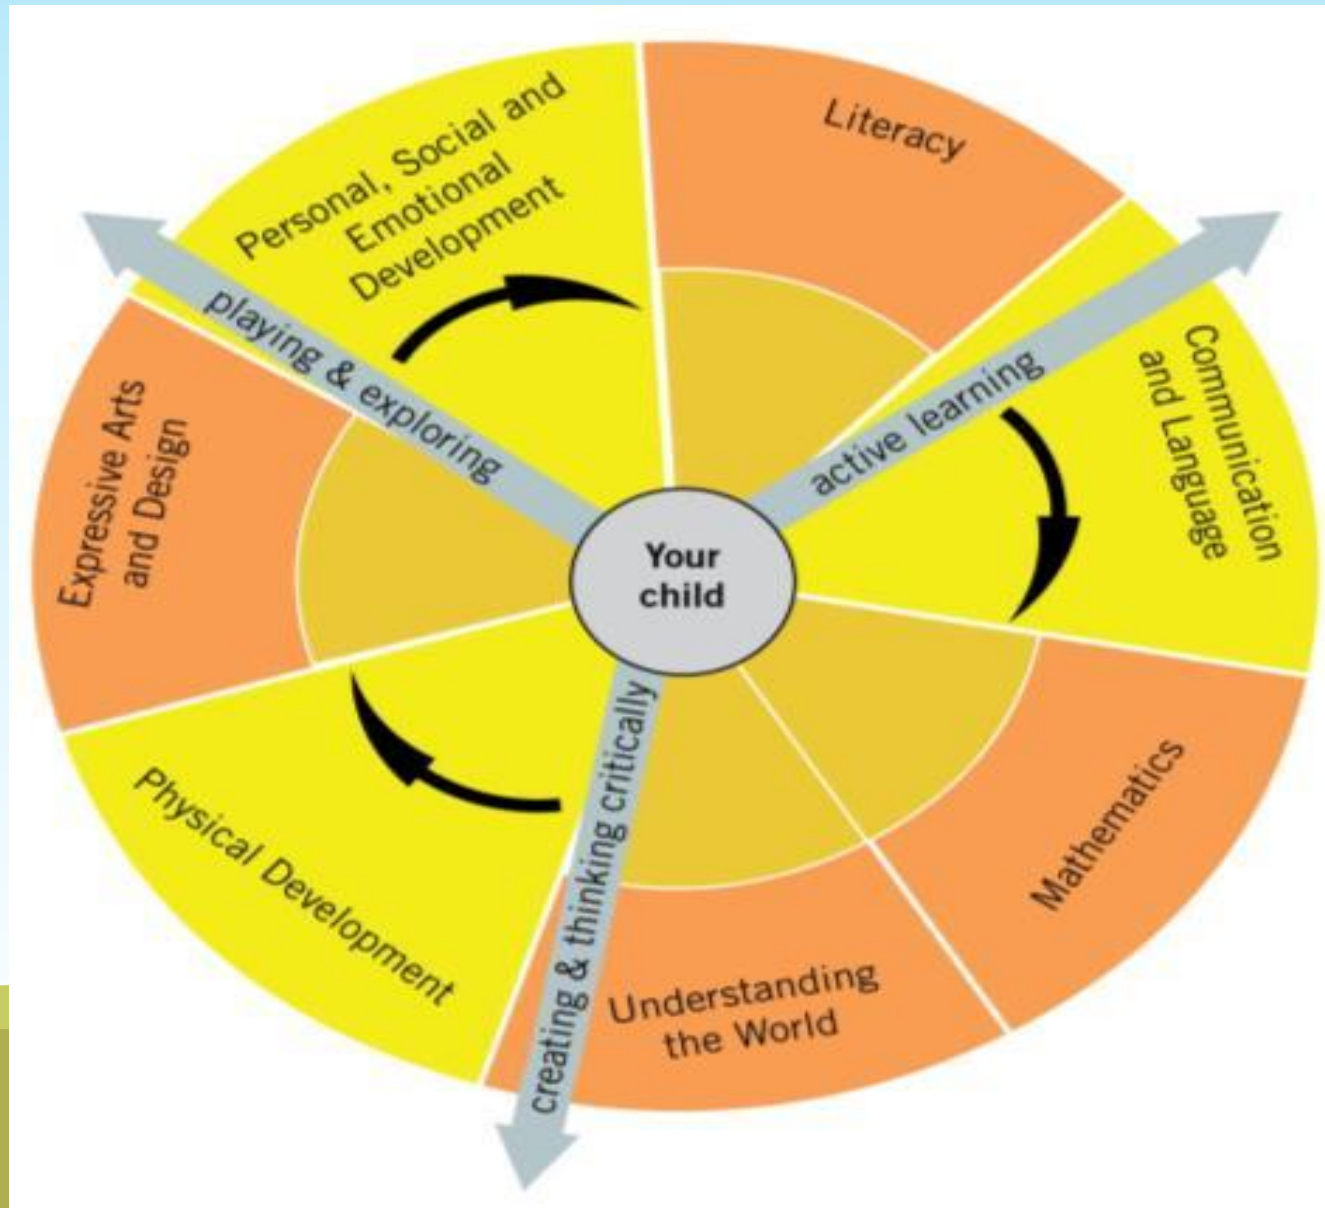 Personal, Social and
Emotional
Development
Literacy
Communication
and Language
Mathematics
Understanding
the World
Physical Development
Expressive Arts
and Design
playing & exploring
active learning
creating & thinking critically
Your
child